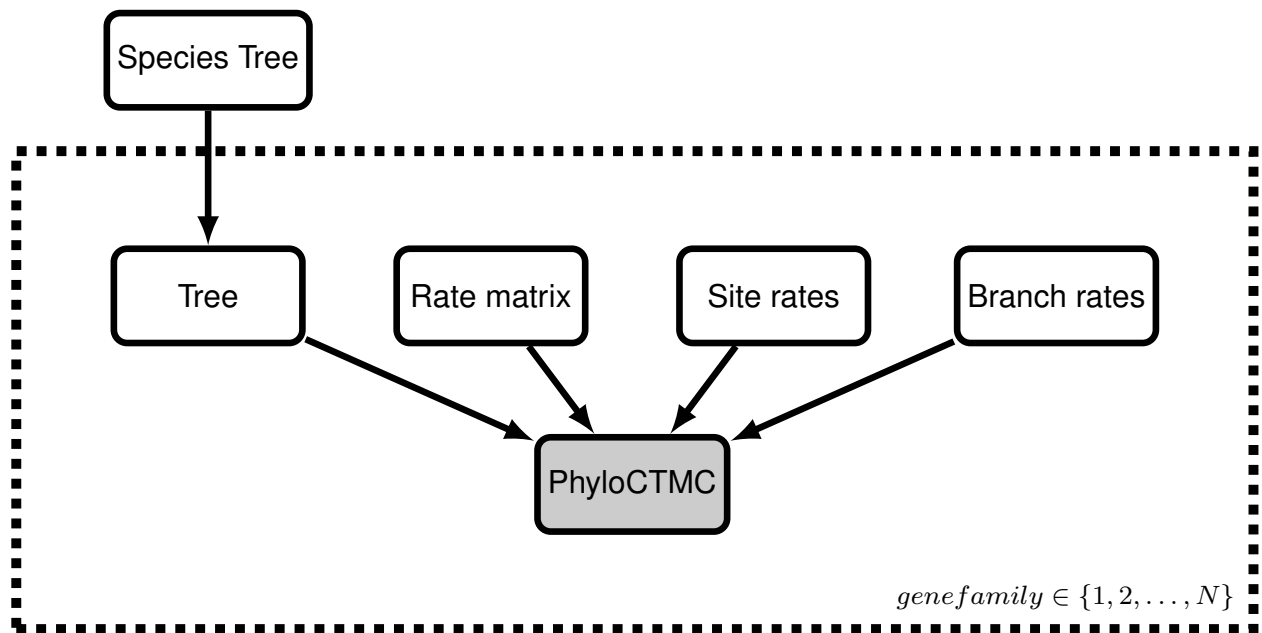 Species Tree
Tree Rate matrix Site rates Branch rates
PhyloCTMC
genefamily ∈ {1, 2, . . . , N}